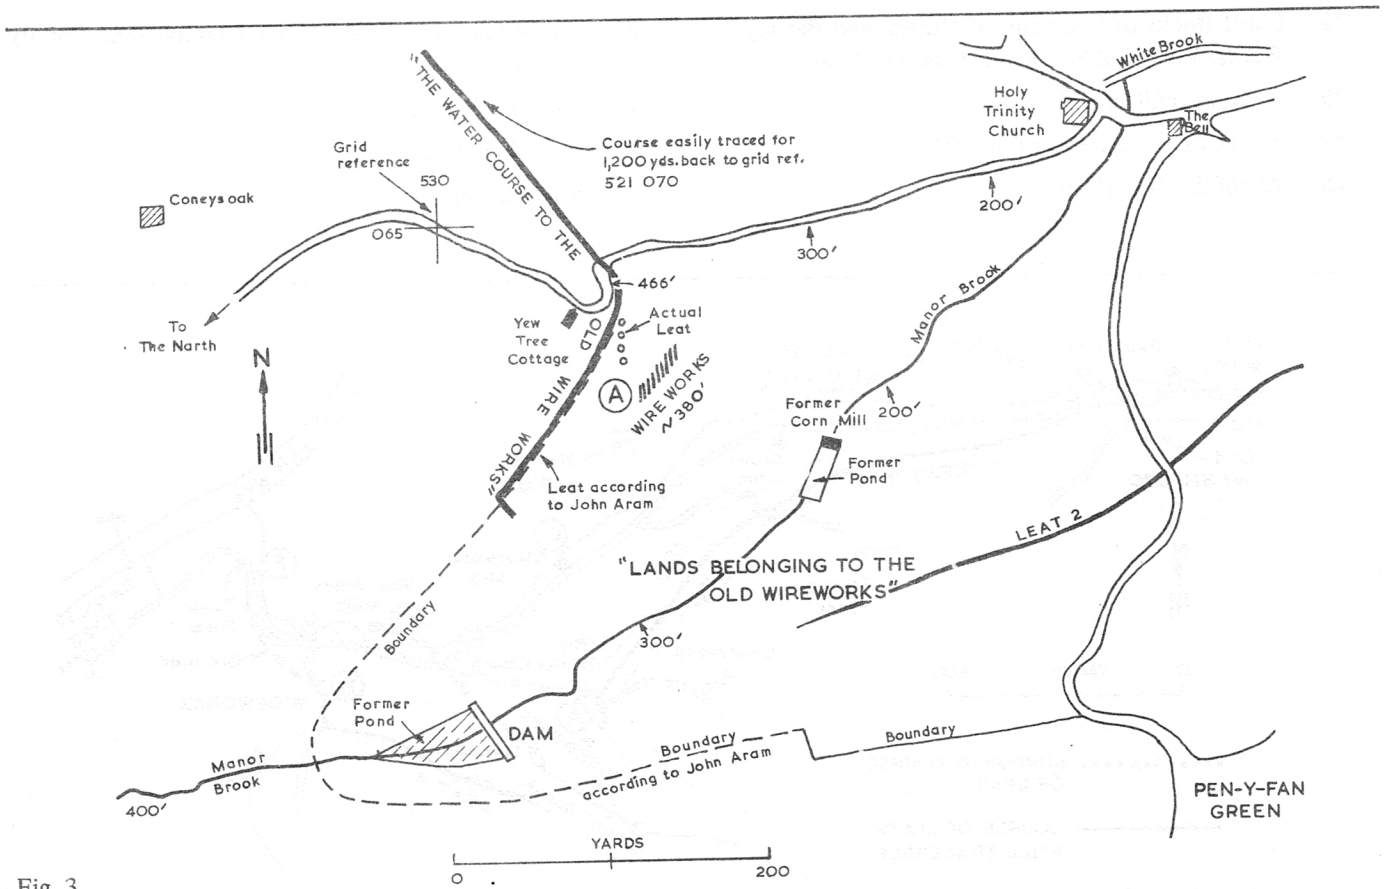 White Brook
Holy
Trinity
Church
The
Bell
"THE WATER COURSE TO THE
OLD WIRE WORKS"
Course easily traced for
1,200 yds. back to grid ref.
521 070
Grid
reference
530
065
Coneysoak
200'
300'
466'
To
The Narth
N
Yew
Tree
Cottage
Actual
Leat
A
WIRE WORKS
~ 380'
Manor Brook
200'
Former
Corn Mill
Former
Pond
Leat according
to John Aram
LEAT 2
"LANDS BELONGING TO THE
OLD WIREWORKS"
Boundary
300'
Former
Pond
DAM
Manor
Brook
400'
Boundary
according to John Aram
Boundary
PEN-Y-FAN
GREEN
YARDS
0
200
Fig. 3